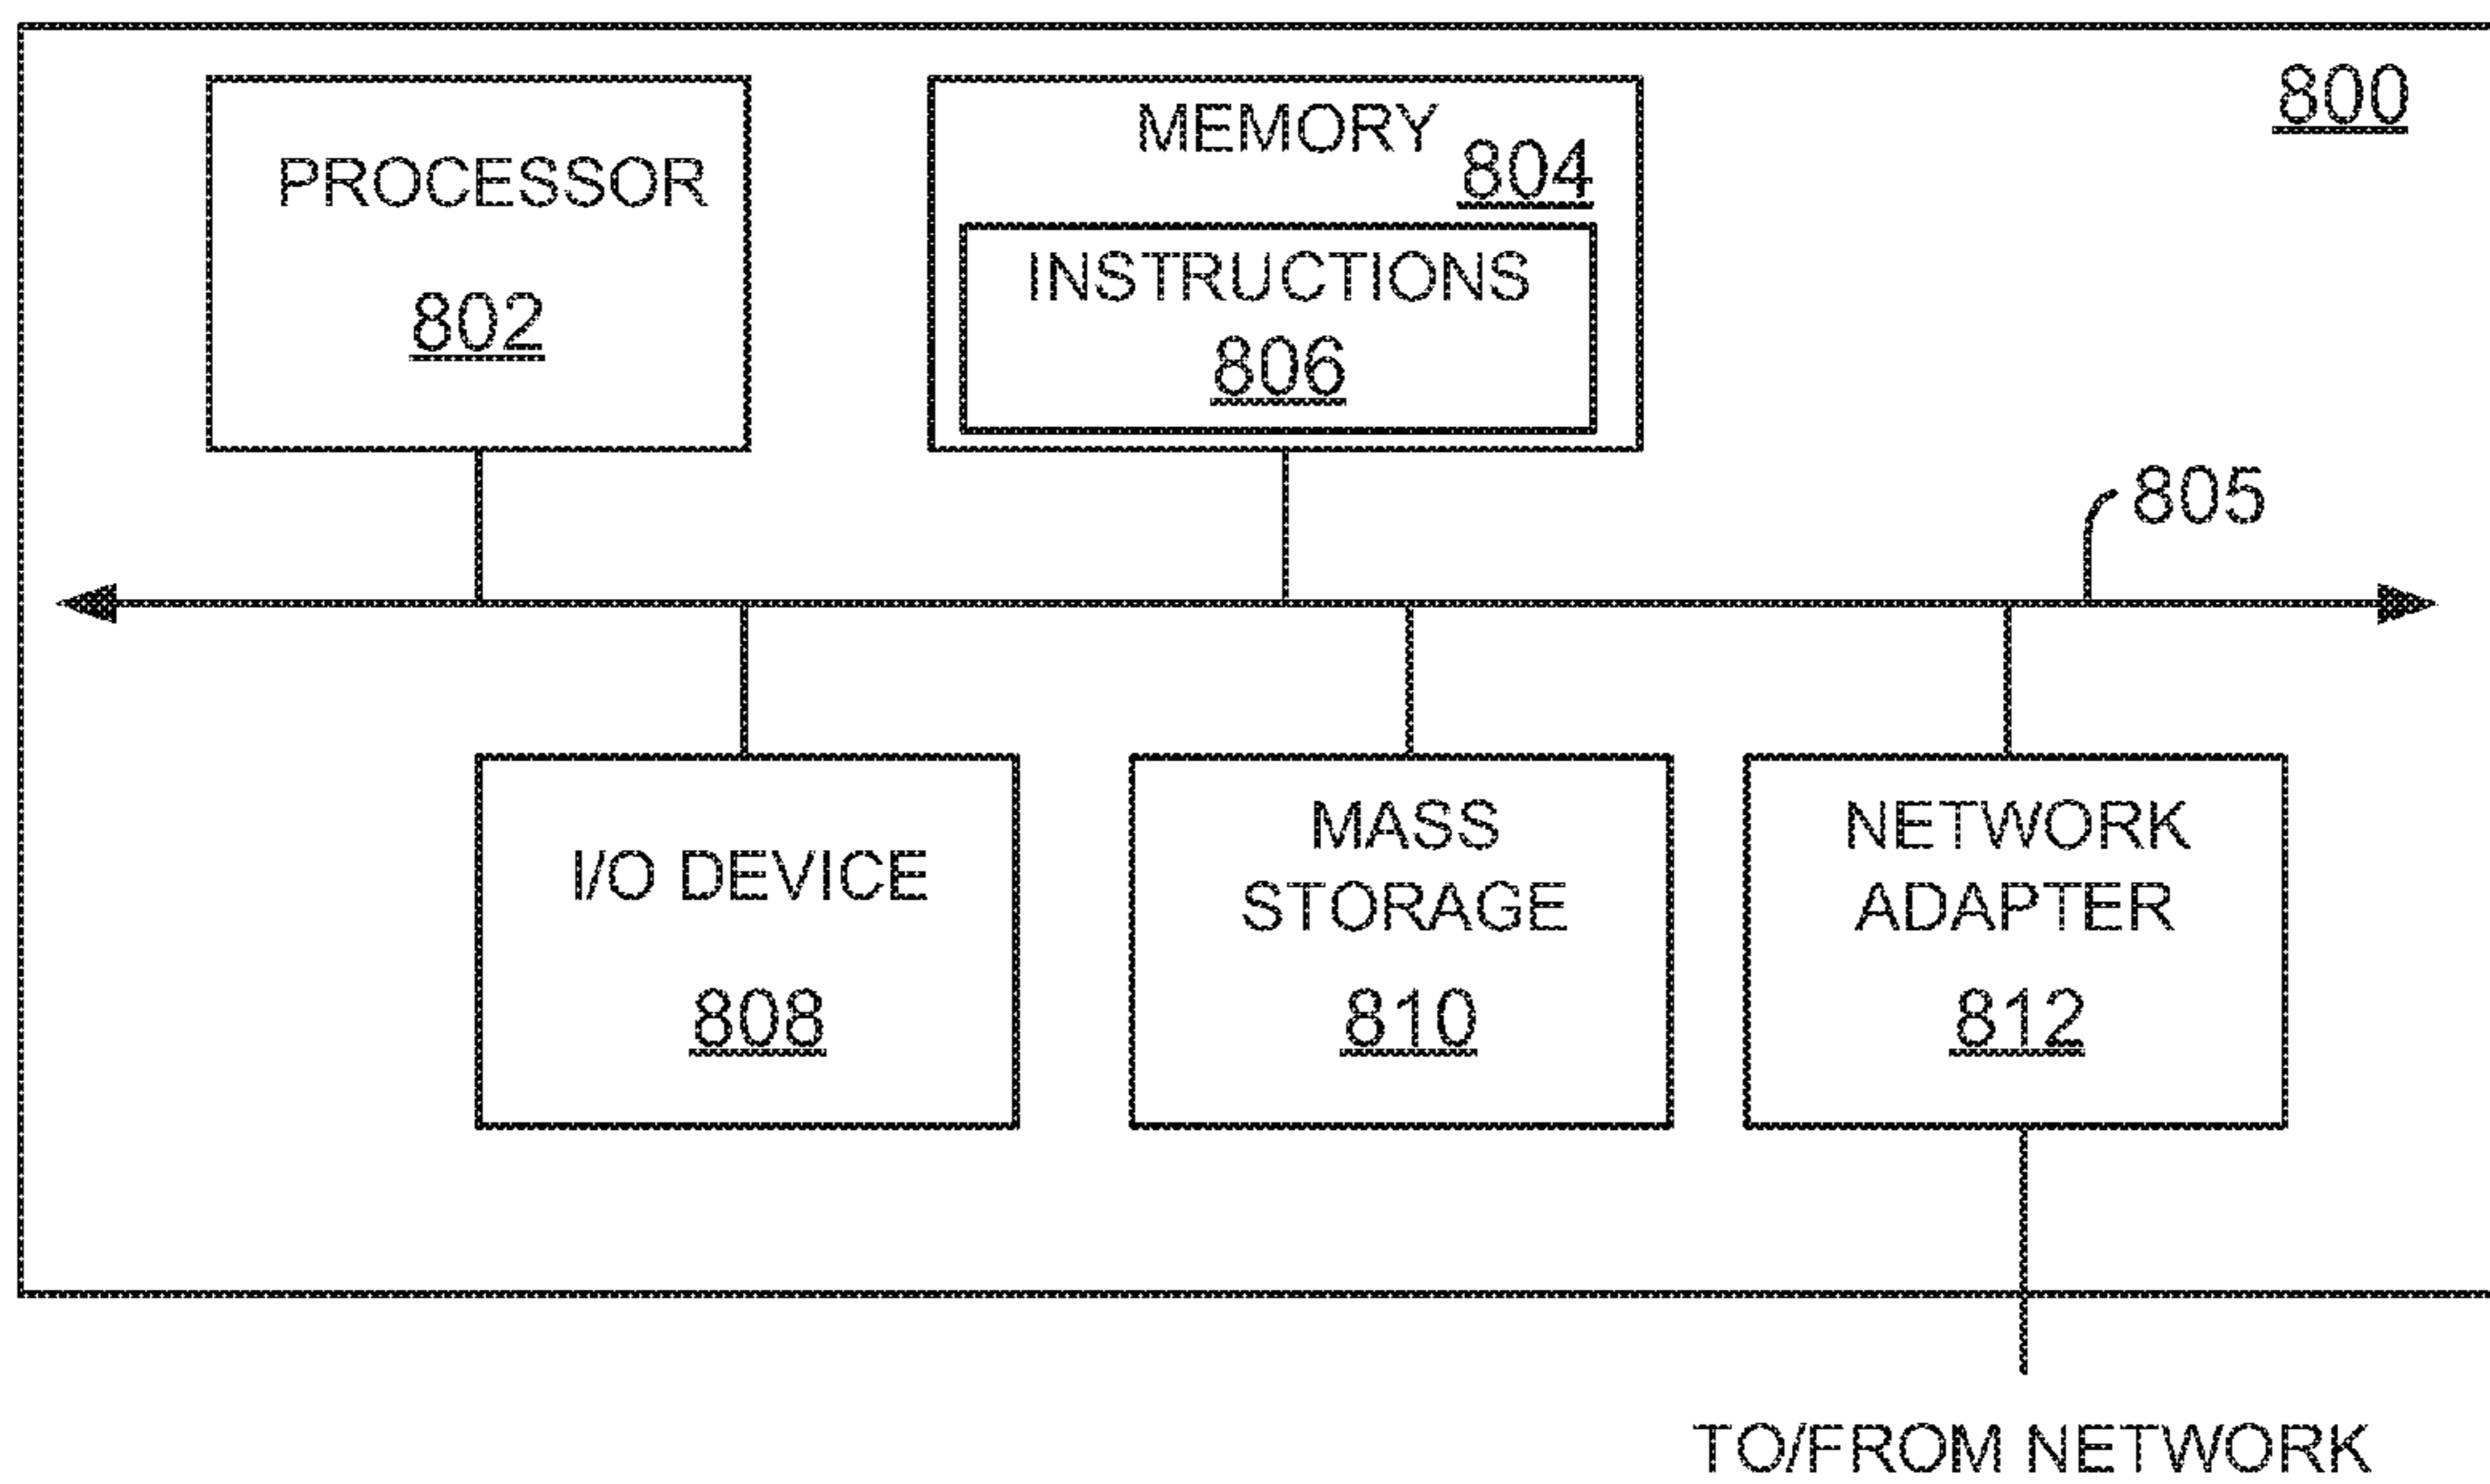 800
PROCESSOR
802
MEMORY
804
INSTRUCTIONS
806
805
I/O DEVICE
808
MASS
STORAGE
810
NETWORK
ADAPTER
812
TO/FROM NETWORK